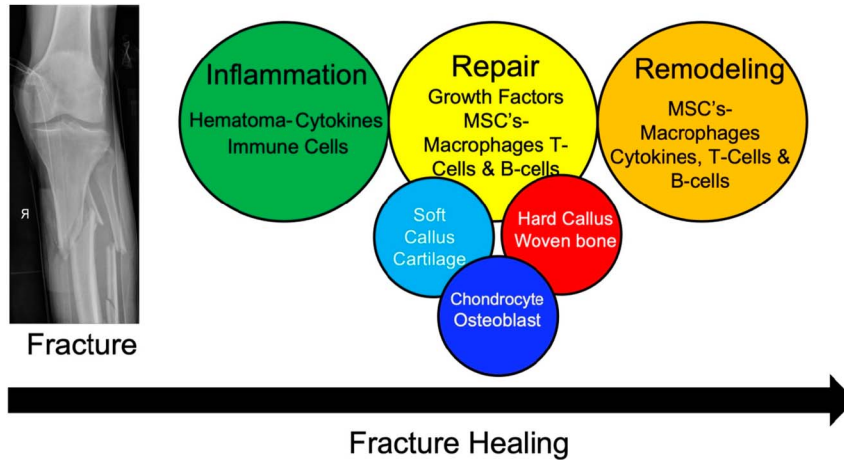 Inflammation
Hematoma-Cytokines
Immune Cells
Repair
Growth Factors
MSC's-
Macrophages T-
Cells & B-cells
Remodeling
MSC's-
Macrophages
Cytokines, T-Cells &
B-cells
Soft
Callus
Cartilage
Hard Callus
Woven bone
Chondrocyte
Osteoblast
Я
Fracture
Fracture Healing